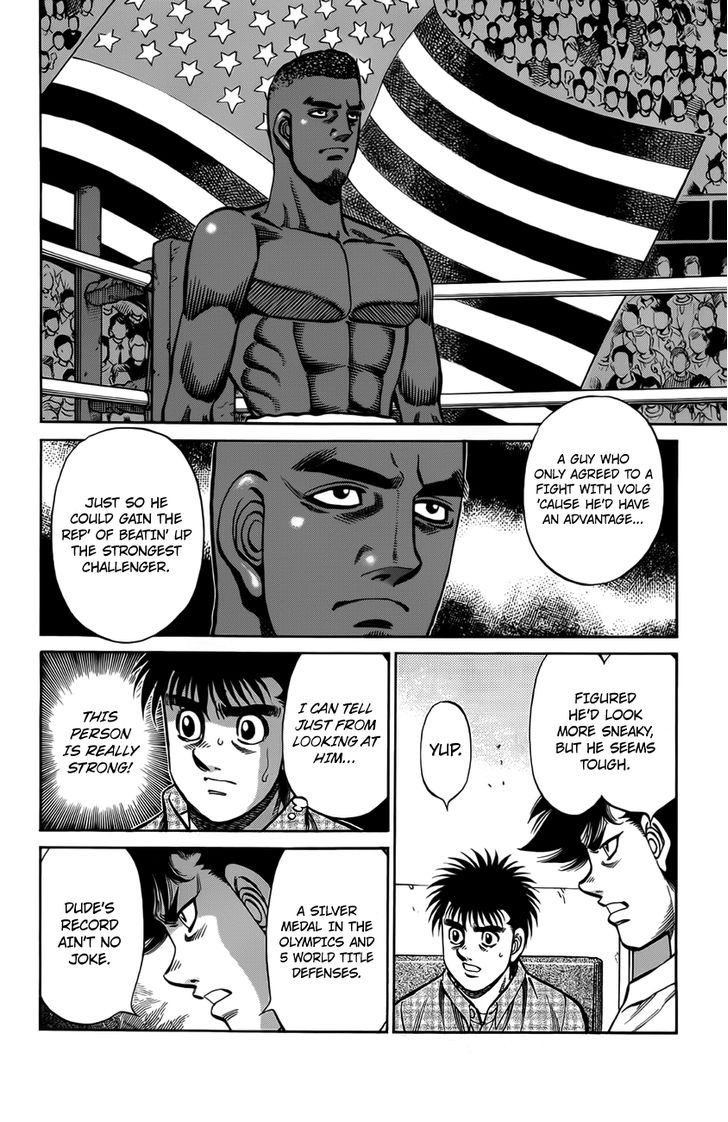 A GUY WHO
ONLY AGREED TO A
FIGHT WITH VOLG
'CAUSE HE'D HAVE
AN ADVANTAGE...
JUST SO HE
COULD GAIN THE
REP' OF BEATIN' UP
THE STRONGEST
CHALLENGER.
FIGURED
HE'D LOOK
MORE SNEAKY,
BUT HE SEEMS
TOUGH.
YUP.
I CAN TELL
JUST FROM
LOOKING AT
HIM...
THIS
PERSON
IS REALLY
STRONG!
A SILVER
MEDAL IN THE
OLYMPICS AND
5 WORLD TITLE
DEFENSES.
DUDE'S
RECORD
AIN'T NO
JOKE.